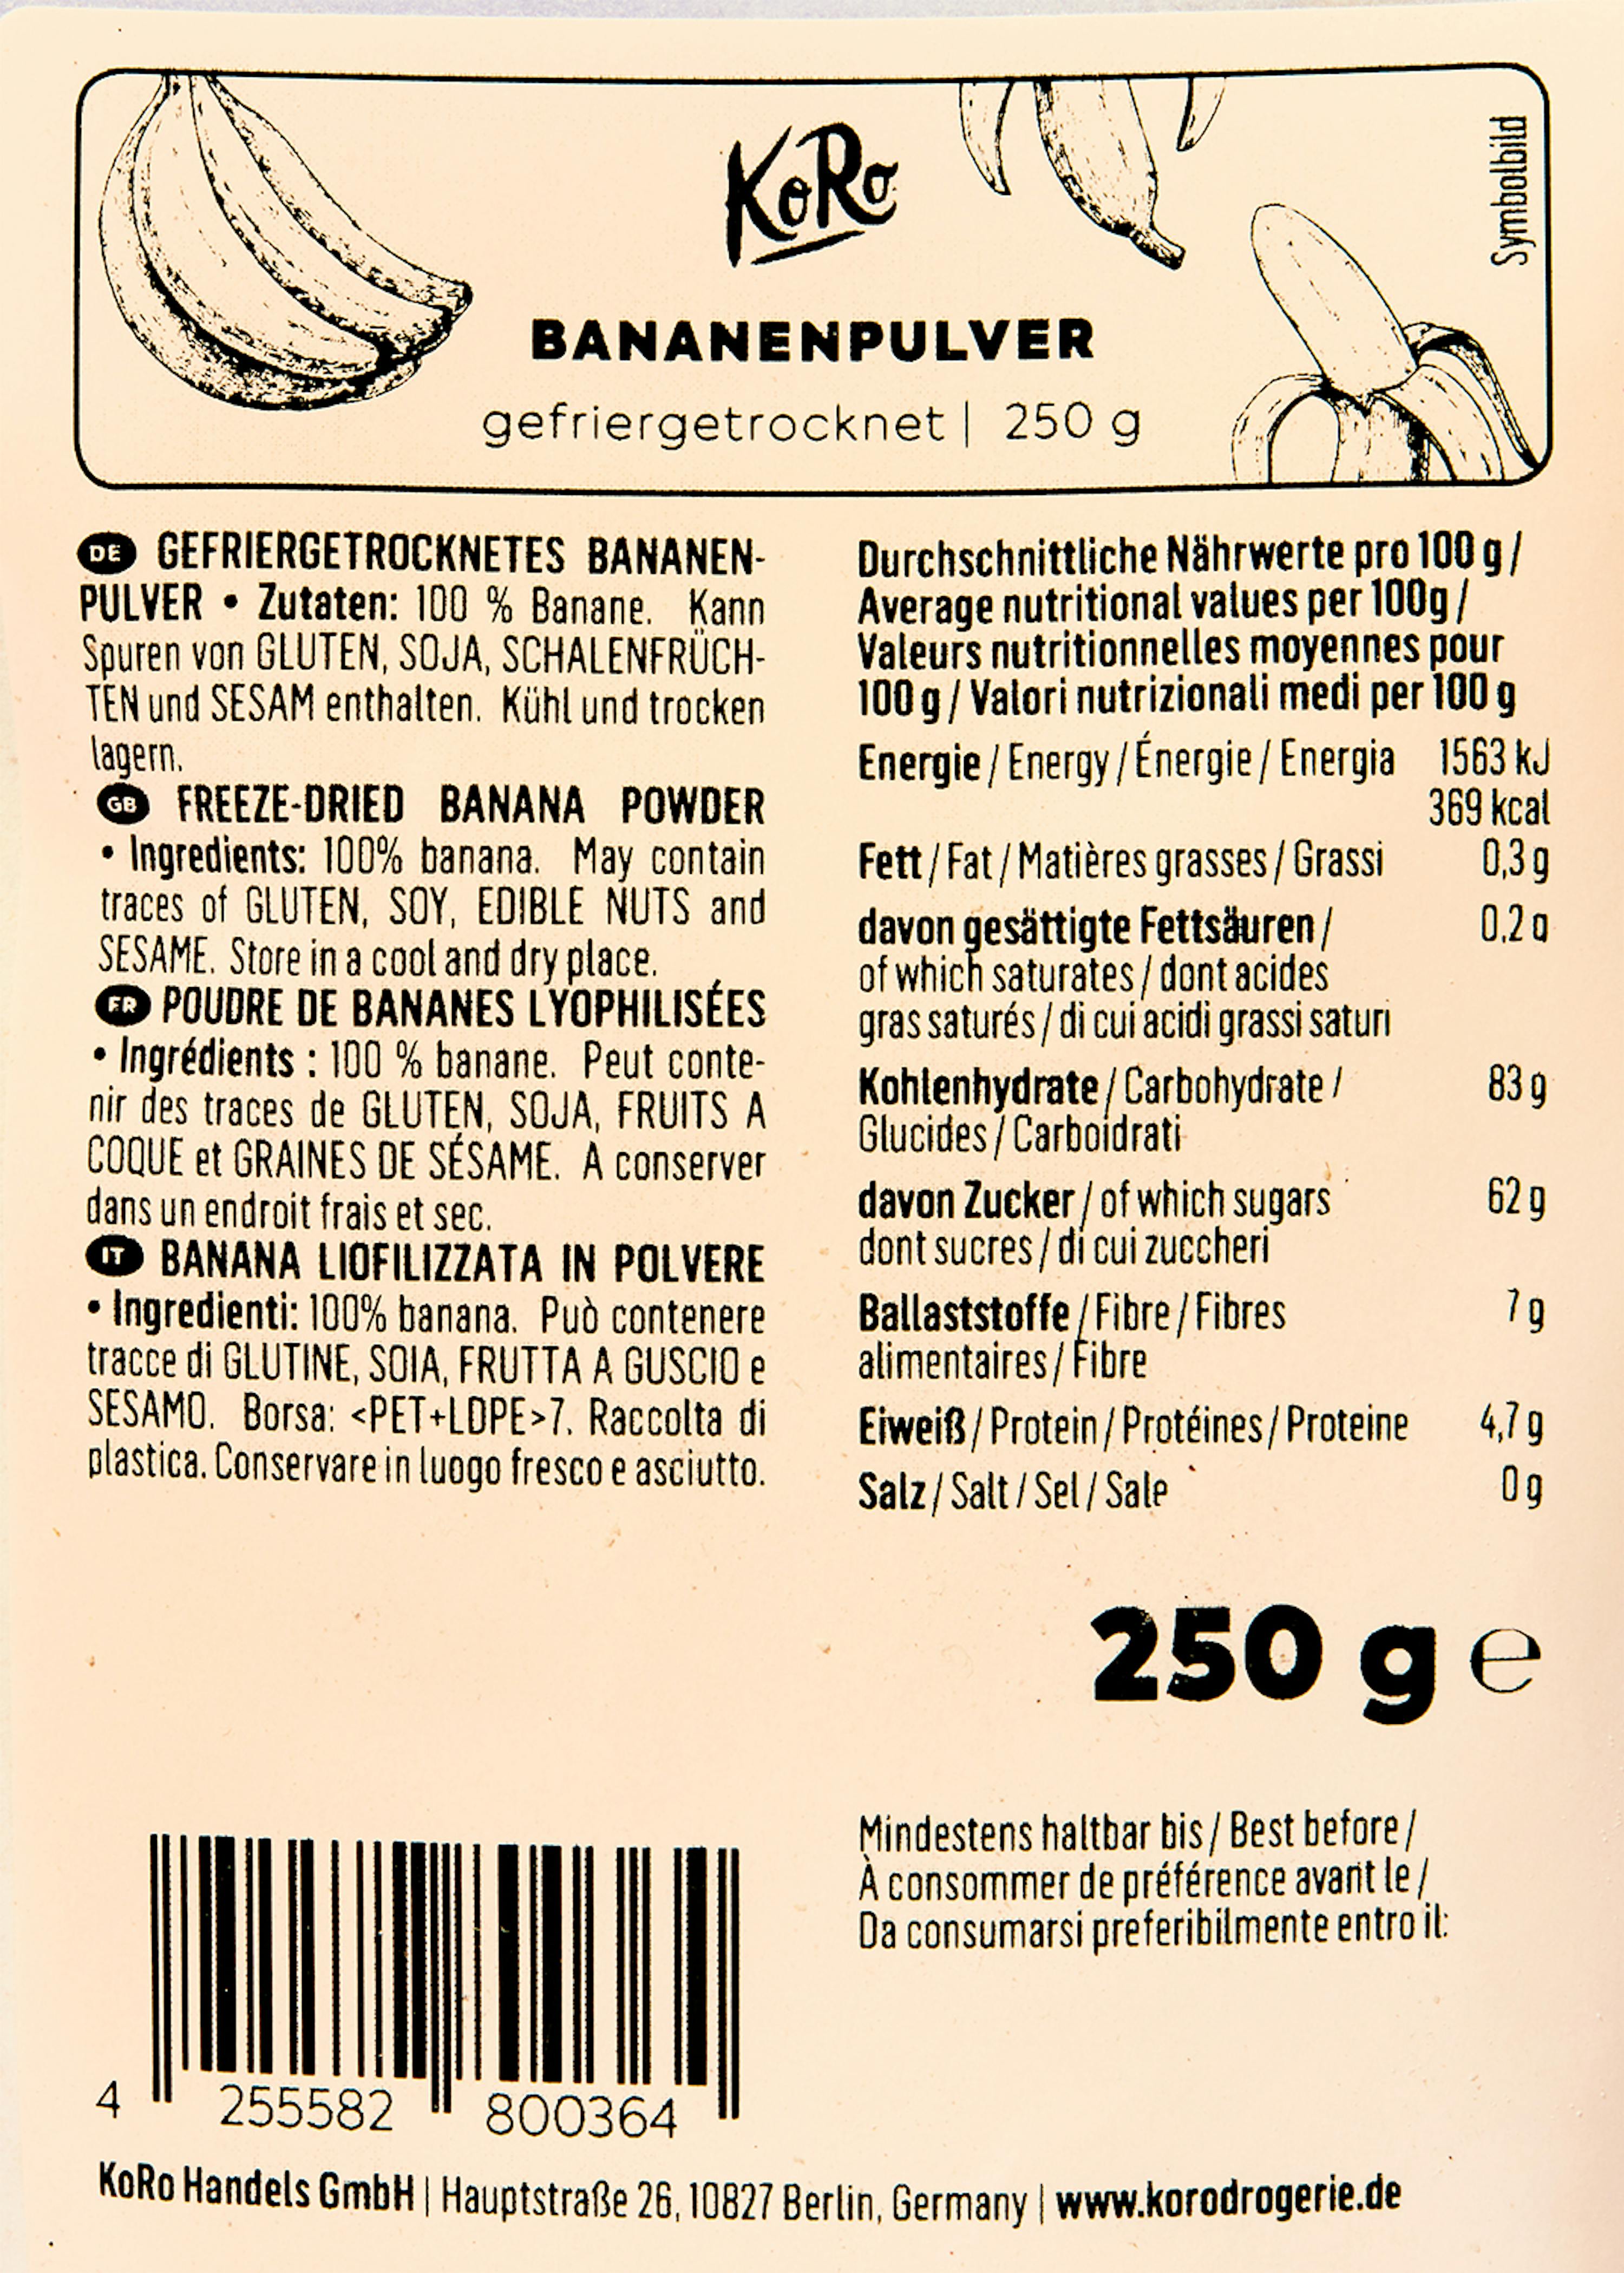 KoRo
Symbolbild
BANANENPULVER
gefriergetrocknet | 250 g
DE GEFRIERGETROCKNETES BANANEN-
PULVER • Zutaten: 100 % Banane. Kann
Spuren von GLUTEN, SOJA, SCHALENFRÜCH-
TEN und SESAM enthalten. Kühl und trocken
lagern.
GB FREEZE-DRIED BANANA POWDER
• Ingredients: 100% banana. May contain
traces of GLUTEN, SOY, EDIBLE NUTS and
SESAME. Store in a cool and dry place.
FR POUDRE DE BANANES LYOPHILISÉES
• Ingrédients : 100 % banane. Peut conte-
nir des traces de GLUTEN, SOJA, FRUITS A
COQUE et GRAINES DE SÉSAME. A conserver
dans un endroit frais et sec.
IT BANANA LIOFILIZZATA IN POLVERE
• Ingredienti: 100% banana. Può contenere
tracce di GLUTINE, SOIA, FRUTTA A GUSCIO e
SESAMO. Borsa: <PET+LDPE>7. Raccolta di
plastica. Conservare in luogo fresco e asciutto.
Durchschnittliche Nährwerte pro 100 g /
Average nutritional values per 100g /
Valeurs nutritionnelles moyennes pour
100 g / Valori nutrizionali medi per 100 g
Energie / Energy / Énergie / Energia 1563 kJ
369 kcal
Fett / Fat / Matières grasses / Grassi 0,3 g
davon gesättigte Fettsäuren / 0,2 g
of which saturates / dont acides
gras saturés / di cui acidi grassi saturi
Kohlenhydrate / Carbohydrate / 83 g
Glucides / Carboidrati
davon Zucker / of which sugars 62 g
dont sucres / di cui zuccheri
Ballaststoffe / Fibre / Fibres 7 g
alimentaires / Fibre
Eiweiß / Protein / Protéines / Proteine 4,7 g
Salz / Salt / Sel / Sale 0 g
250 g e
Mindestens haltbar bis / Best before /
À consommer de préférence avant le /
Da consumarsi preferibilmente entro il:
4 255582 800364
KoRo Handels GmbH | Hauptstraße 26, 10827 Berlin, Germany | www.korodrogerie.de